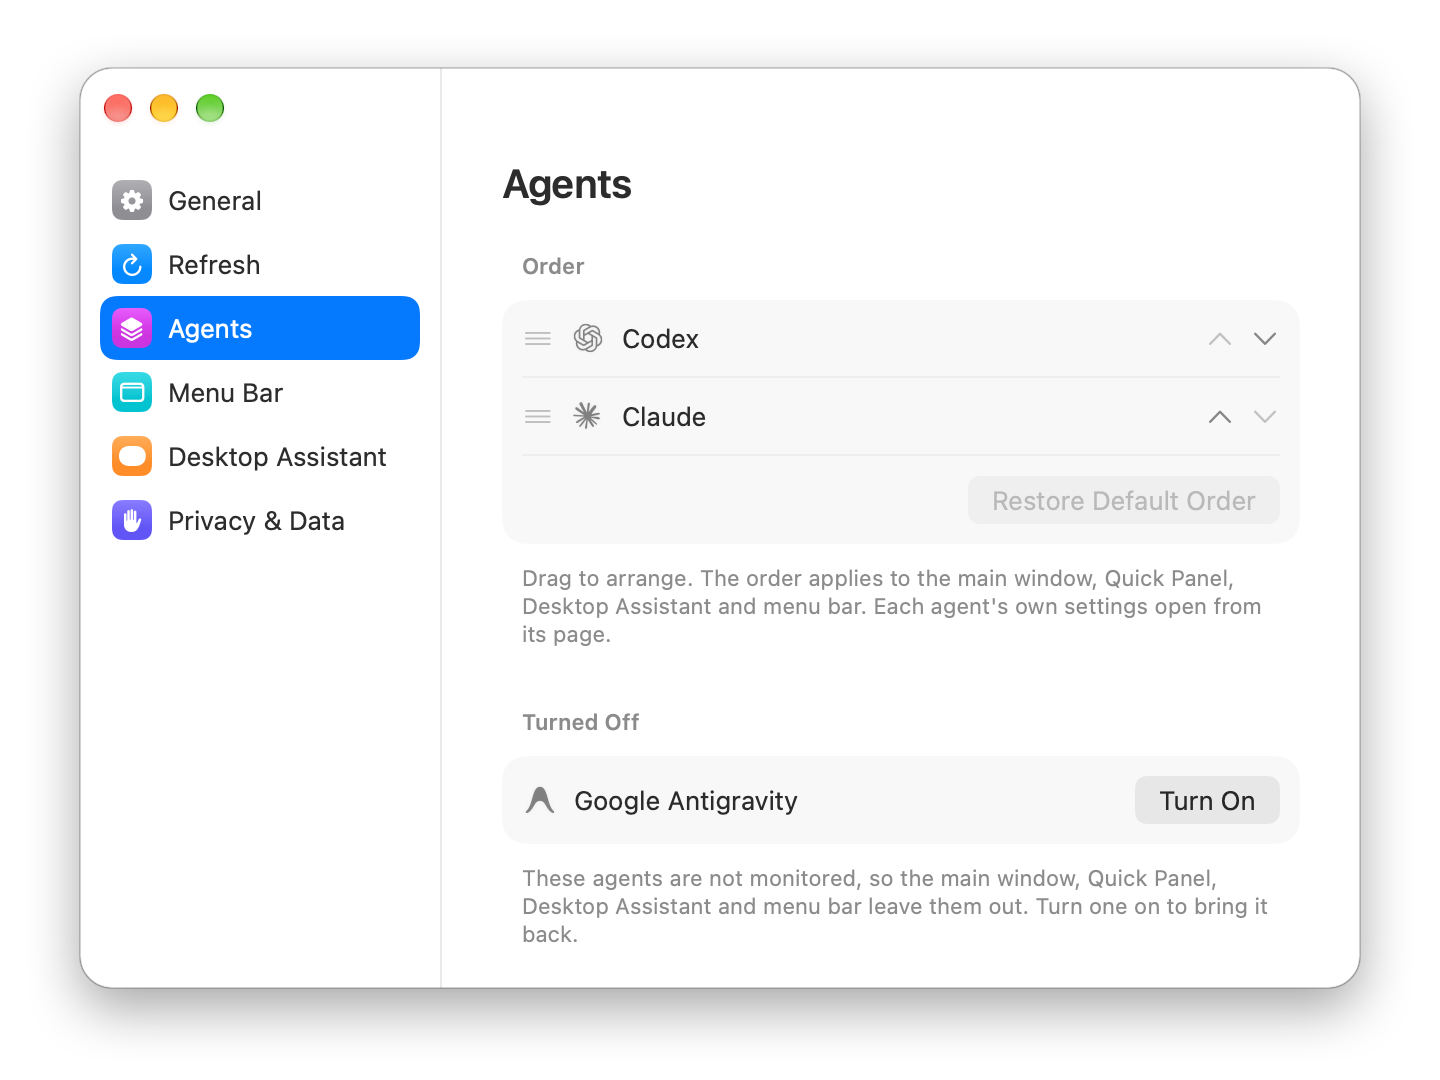 General
Refresh
Agents
Menu Bar
Desktop Assistant
Privacy & Data
Agents
Order
Codex
Claude
Restore Default Order
Drag to arrange. The order applies to the main window, Quick Panel,
Desktop Assistant and menu bar. Each agent's own settings open from
its page.
Turned Off
Google Antigravity
Turn On
These agents are not monitored, so the main window, Quick Panel,
Desktop Assistant and menu bar leave them out. Turn one on to bring it
back.